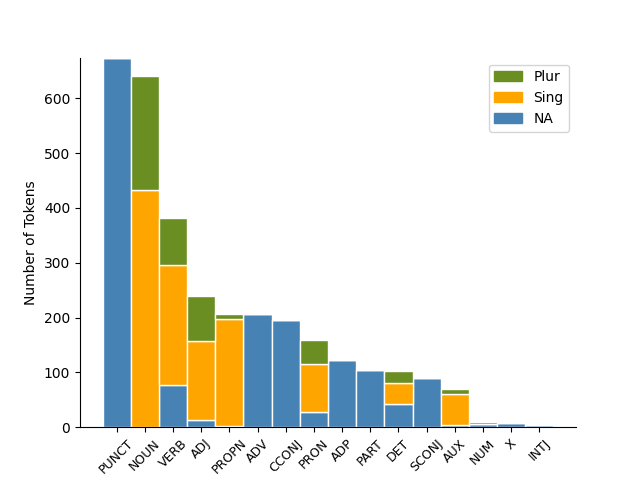 Plur
Sing
NA
Number of Tokens
600
500
400
300
200
100
0
PUNCT
NOUN
VERB
ADJ
PROPN
ADV
CCONJ
PRON
ADP
PART
DET
SCONJ
AUX
NUM
X
INTJ